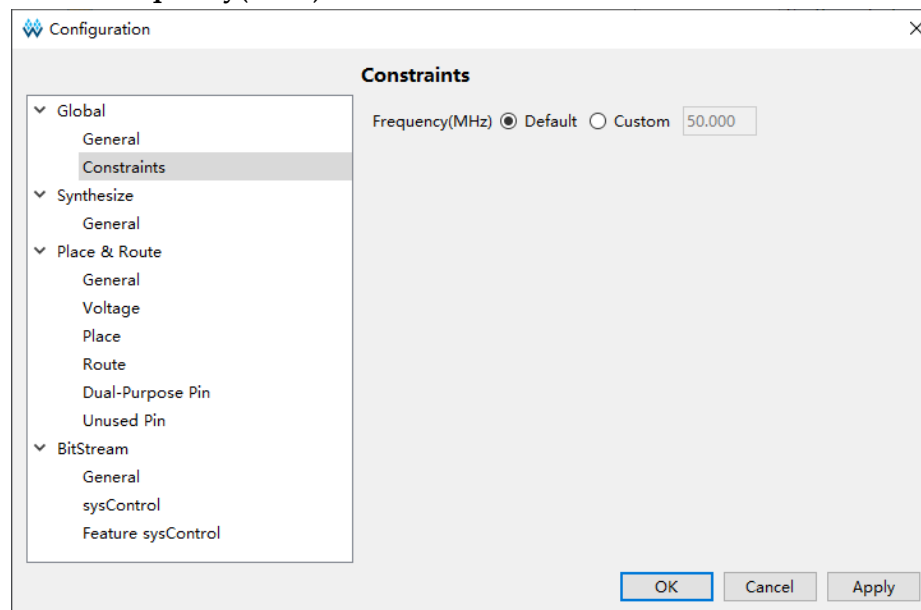 Configuration
Constraints
Global
General
Constraints
Synthesize
General
Place & Route
General
Voltage
Place
Route
Dual-Purpose Pin
Unused Pin
BitStream
General
sysControl
Feature sysControl
Frequency(MHz) Default Custom 50.000
OK Cancel Apply